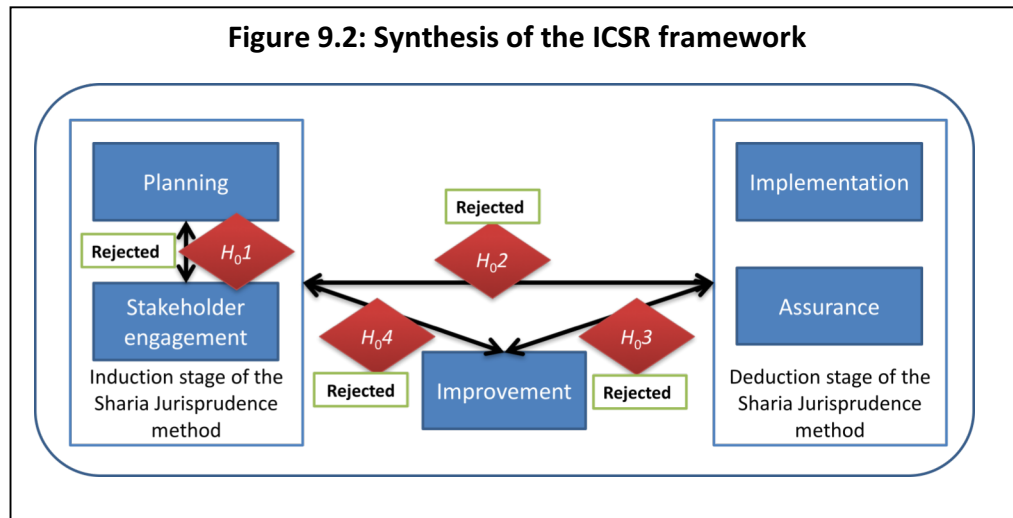 Figure 9.2: Synthesis of the ICSR framework
Planning
Rejected
H₀1
Stakeholder
engagement
Induction stage of the
Sharia Jurisprudence
method
Rejected
H₀2
H₀4
Rejected
Improvement
H₀3
Rejected
Implementation
Assurance
Deduction stage of the
Sharia Jurisprudence
method